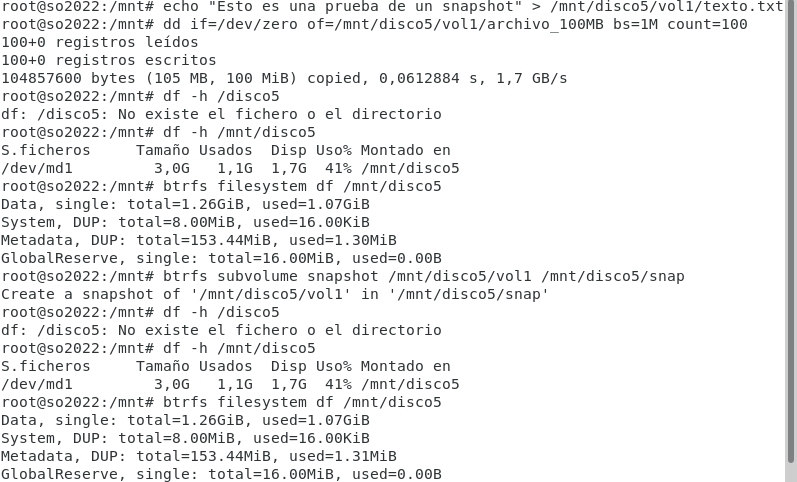 root@so2022:/mnt# echo "Esto es una prueba de un snapshot" > /mnt/disco5/vol1/texto.txt
root@so2022:/mnt# dd if=/dev/zero of=/mnt/disco5/vol1/archivo_100MB bs=1M count=100
100+0 registros leídos
100+0 registros escritos
104857600 bytes (105 MB, 100 MiB) copied, 0,0612884 s, 1,7 GB/s
root@so2022:/mnt# df -h /disco5
df: /disco5: No existe el fichero o el directorio
root@so2022:/mnt# df -h /mnt/disco5
S.ficheros     Tamaño Usados  Disp Uso% Montado en
/dev/md1         3,0G   1,1G  1,7G  41% /mnt/disco5
root@so2022:/mnt# btrfs filesystem df /mnt/disco5
Data, single: total=1.26GiB, used=1.07GiB
System, DUP: total=8.00MiB, used=16.00KiB
Metadata, DUP: total=153.44MiB, used=1.30MiB
GlobalReserve, single: total=16.00MiB, used=0.00B
root@so2022:/mnt# btrfs subvolume snapshot /mnt/disco5/vol1 /mnt/disco5/snap
Create a snapshot of '/mnt/disco5/vol1' in '/mnt/disco5/snap'
root@so2022:/mnt# df -h /disco5
df: /disco5: No existe el fichero o el directorio
root@so2022:/mnt# df -h /mnt/disco5
S.ficheros     Tamaño Usados  Disp Uso% Montado en
/dev/md1         3,0G   1,1G  1,7G  41% /mnt/disco5
root@so2022:/mnt# btrfs filesystem df /mnt/disco5
Data, single: total=1.26GiB, used=1.07GiB
System, DUP: total=8.00MiB, used=16.00KiB
Metadata, DUP: total=153.44MiB, used=1.31MiB
GlobalReserve, single: total=16.00MiB, used=0.00B